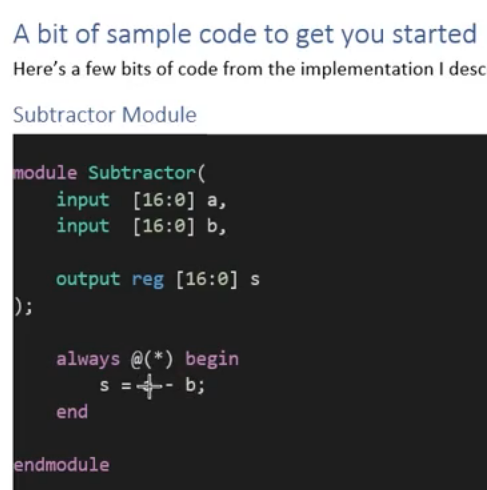 A bit of sample code to get you started
Here's a few bits of code from the implementation I desc
Subtractor Module
module Subtractor(
    input  [16:0] a,
    input  [16:0] b,
    output reg [16:0] s
);
    always @(*) begin
        s = - b;
    end
endmodule